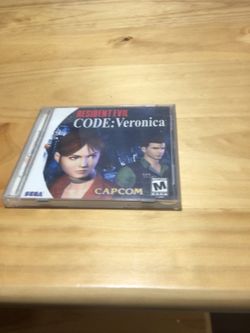 RESIDENT EVIL
CODE: Veronica
M
SEGA
CAPCOM